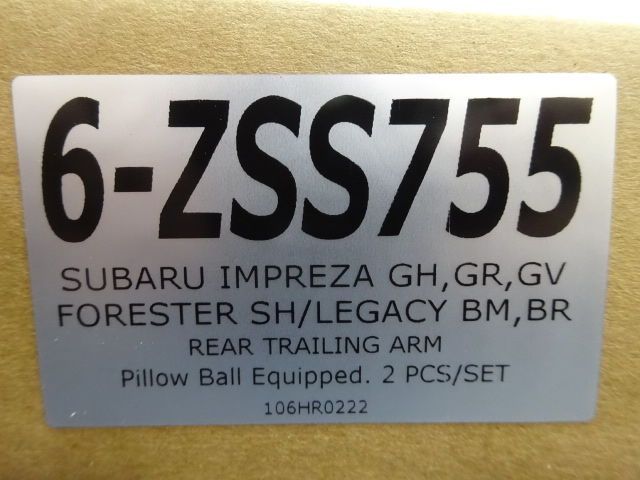 6-ZSS755
SUBARU IMPREZA GH,GR,GV
FORESTER SH/LEGACY BM,BR
REAR TRAILING ARM
Pillow Ball Equipped. 2 PCS/SET
106HR0222